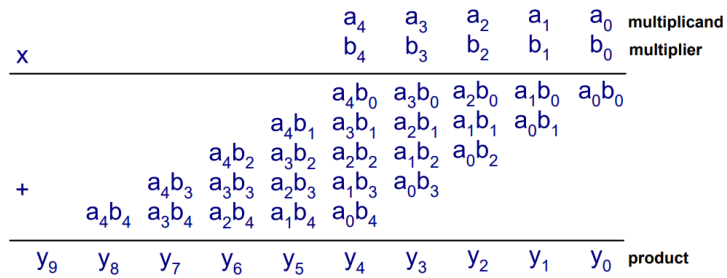 a₄ a₃ a₂ a₁ a₀ multiplicand
x b₄ b₃ b₂ b₁ b₀ multiplier
a₄b₀ a₃b₀ a₂b₀ a₁b₀ a₀b₀
a₄b₁ a₃b₁ a₂b₁ a₁b₁ a₀b₁
a₄b₂ a₃b₂ a₂b₂ a₁b₂ a₀b₂
+ a₄b₃ a₃b₃ a₂b₃ a₁b₃ a₀b₃
a₄b₄ a₃b₄ a₂b₄ a₁b₄ a₀b₄
y₉ y₈ y₇ y₆ y₅ y₄ y₃ y₂ y₁ y₀ product